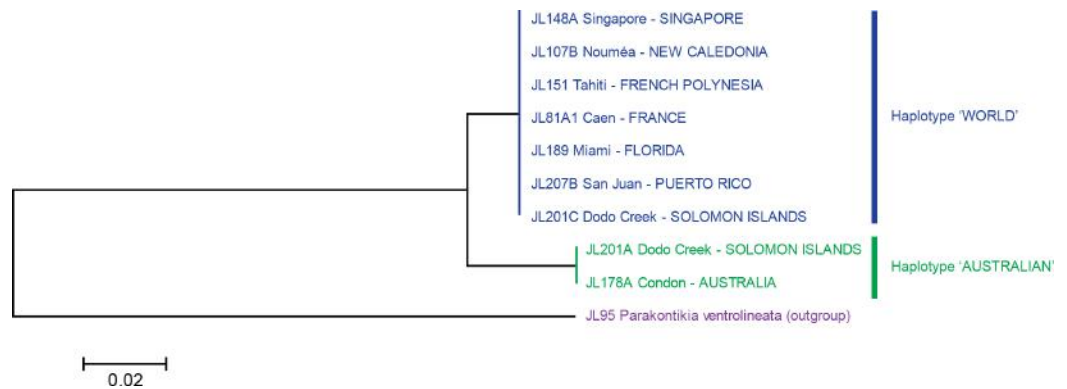 JL148A Singapore - SINGAPORE
JL107B Nouméa - NEW CALEDONIA
JL151 Tahiti - FRENCH POLYNESIA
JL81A1 Caen - FRANCE
Haplotype 'WORLD'
JL189 Miami - FLORIDA
JL207B San Juan - PUERTO RICO
JL201C Dodo Creek - SOLOMON ISLANDS
JL201A Dodo Creek - SOLOMON ISLANDS
Haplotype 'AUSTRALIAN'
JL178A Condon - AUSTRALIA
JL95 Parakontikia ventrolineata (outgroup)
0.02